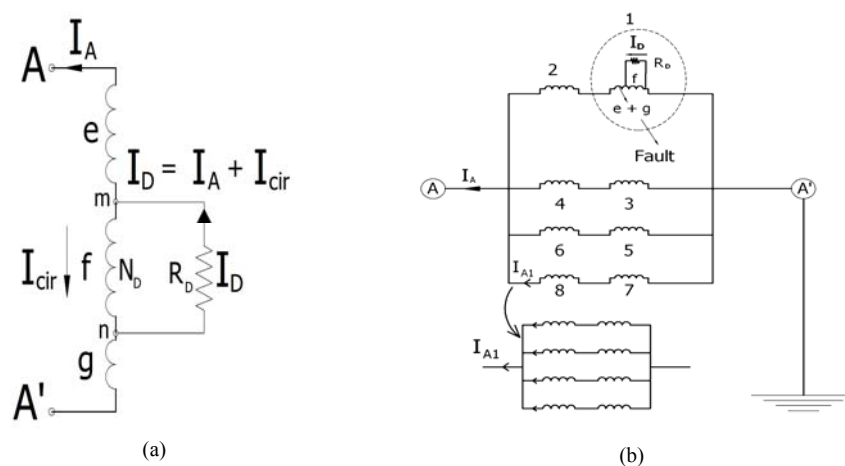 A
I_A
e
I_D = I_A + I_cir
m
I_cir
f
N_D
R_D
I_D
n
g
A'
(a)
1
I_D
R_D
2
f
e + g
Fault
A
I_A
A'
4
3
6
5
I_A1
8
7
I_A1
(b)